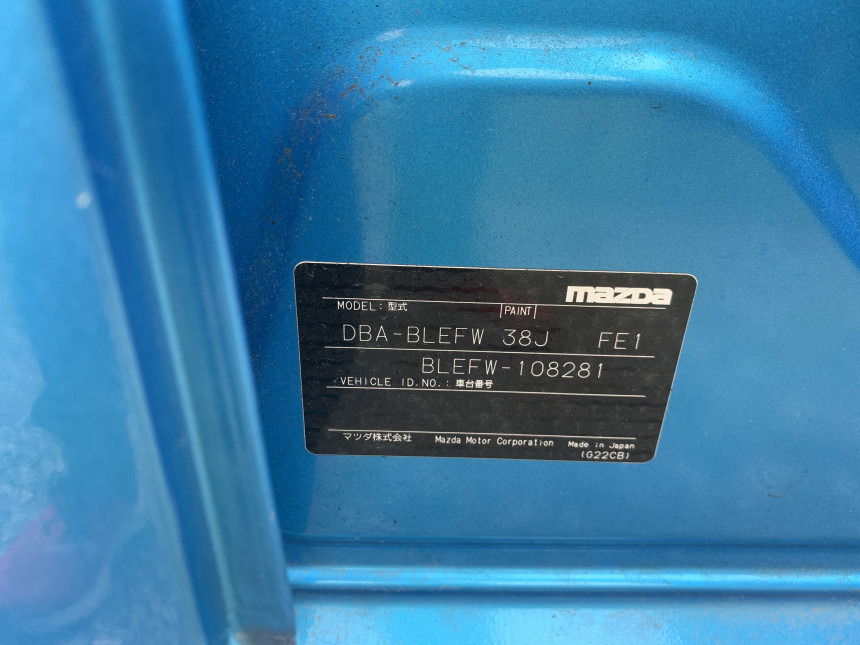 mazda
MODEL: 型式 |PAINT|
DBA-BLEFW 38J FE1
BLEFW-108281
VEHICLE ID.NO.: 車台番号
マツダ株式会社 Mazda Motor Corporation Made in Japan
(G22CB)